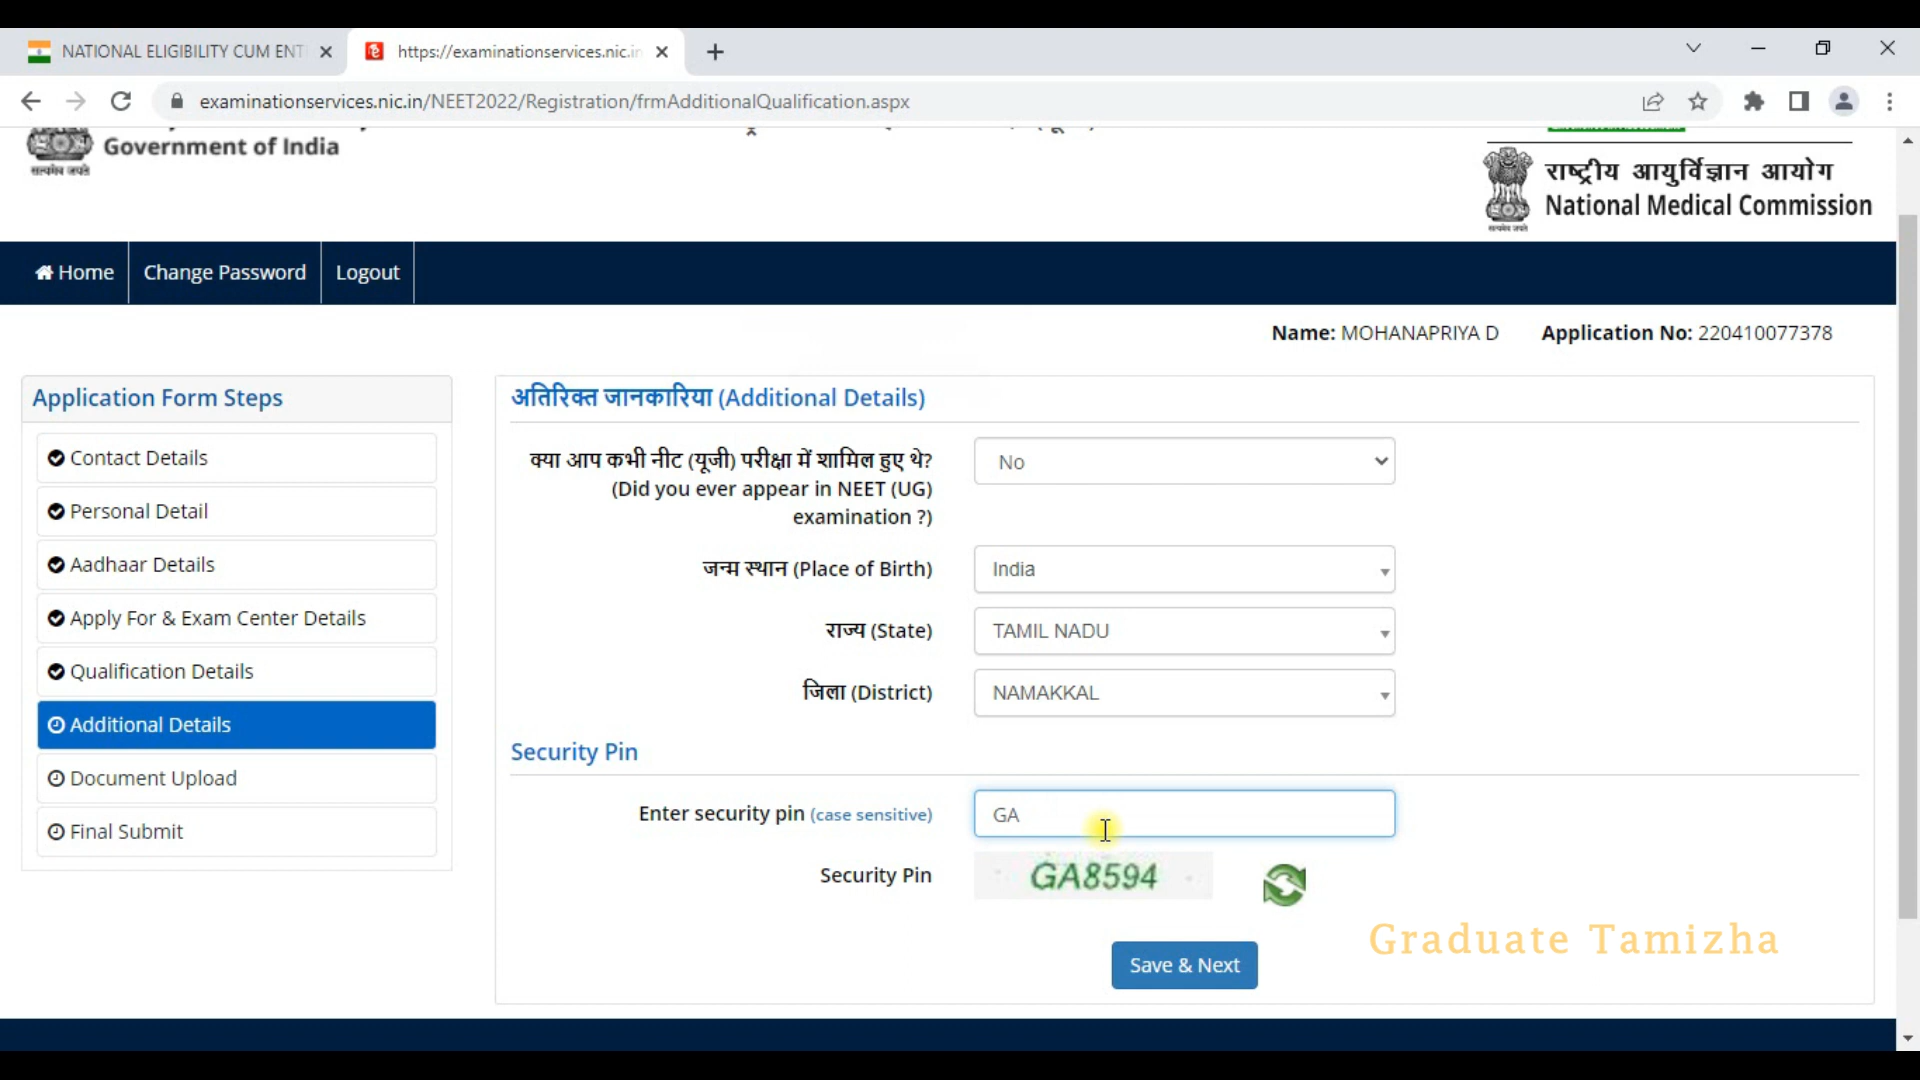 NATIONAL ELIGIBILITY CUM ENT
https://examinationservices.nic.in
examinationservices.nic.in/NEET2022/Registration/frmAdditionalQualification.aspx
Government of India
सत्यमेव जयते
राष्ट्रीय आयुर्विज्ञान आयोग
National Medical Commission
Home
Change Password
Logout
Name: MOHANAPRIYA D
Application No: 220410077378
Application Form Steps
Contact Details
Personal Detail
Aadhaar Details
Apply For & Exam Center Details
Qualification Details
Additional Details
Document Upload
Final Submit
अतिरिक्त जानकारिया (Additional Details)
क्या आप कभी नीट (यूजी) परीक्षा में शामिल हुए थे?
(Did you ever appear in NEET (UG)
examination ?)
No
जन्म स्थान (Place of Birth)
India
राज्य (State)
TAMIL NADU
जिला (District)
NAMAKKAL
Security Pin
Enter security pin (case sensitive)
GA
Security Pin
GA8594
Graduate Tamizha
Save & Next